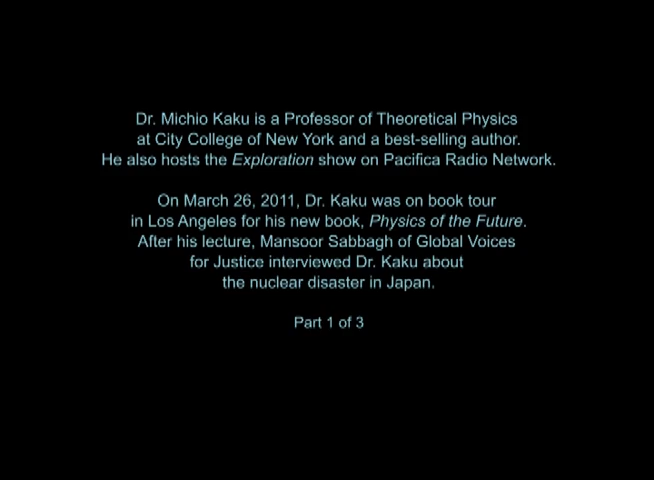 Dr. Michio Kaku is a Professor of Theoretical Physics
at City College of New York and a best-selling author.
He also hosts the Exploration show on Pacifica Radio Network.
On March 26, 2011, Dr. Kaku was on book tour
in Los Angeles for his new book, Physics of the Future.
After his lecture, Mansoor Sabbagh of Global Voices
for Justice interviewed Dr. Kaku about
the nuclear disaster in Japan.
Part 1 of 3